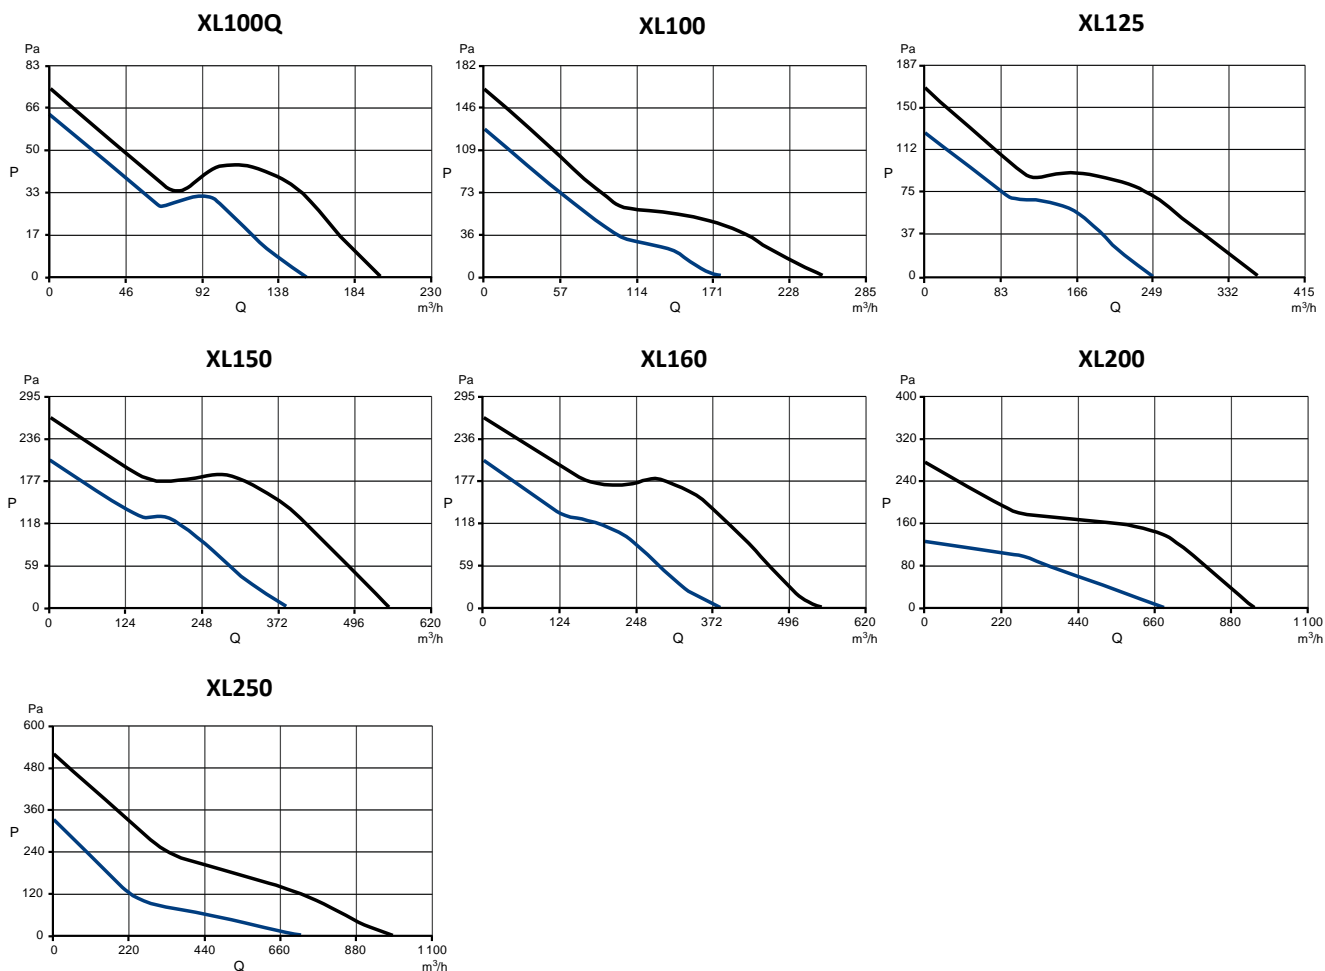 XL100Q
Pa
83
66
50
P
33
17
0
0 46 92 138 184 230
Q m³/h
XL100
Pa
182
146
109
P
73
36
0
0 57 114 171 228 285
Q m³/h
XL125
Pa
187
150
112
P
75
37
0
0 83 166 249 332 415
Q m³/h
XL150
Pa
295
236
177
P
118
59
0
0 124 248 372 496 620
Q m³/h
XL160
Pa
295
236
177
P
118
59
0
0 124 248 372 496 620
Q m³/h
XL200
Pa
400
320
240
P
160
80
0
0 220 440 660 880 1100
Q m³/h
XL250
Pa
600
480
360
P
240
120
0
0 220 440 660 880 1100
Q m³/h